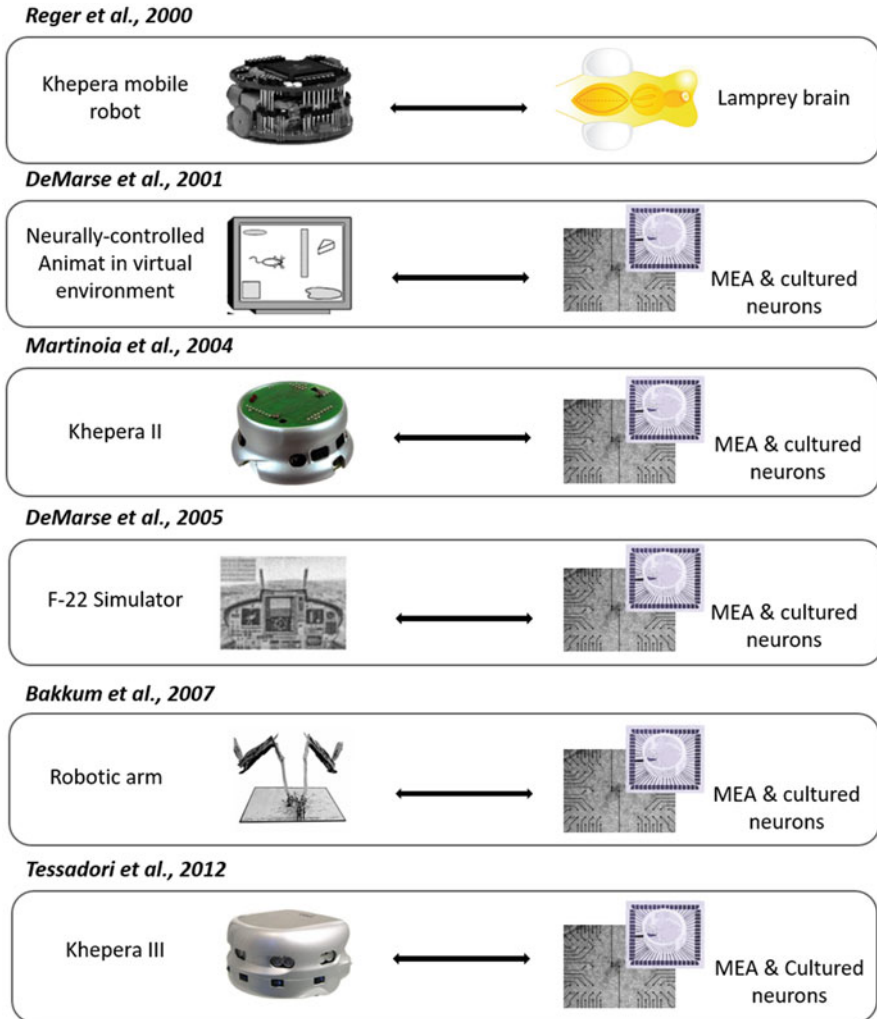 Reger et al., 2000
Khepera mobile
robot
Lamprey brain
DeMarse et al., 2001
Neurally-controlled
Animat in virtual
environment
MEA & cultured
neurons
Martinoia et al., 2004
Khepera II
MEA & cultured
neurons
DeMarse et al., 2005
F-22 Simulator
MEA & cultured
neurons
Bakkum et al., 2007
Robotic arm
MEA & cultured
neurons
Tessadori et al., 2012
Khepera III
MEA & Cultured
neurons